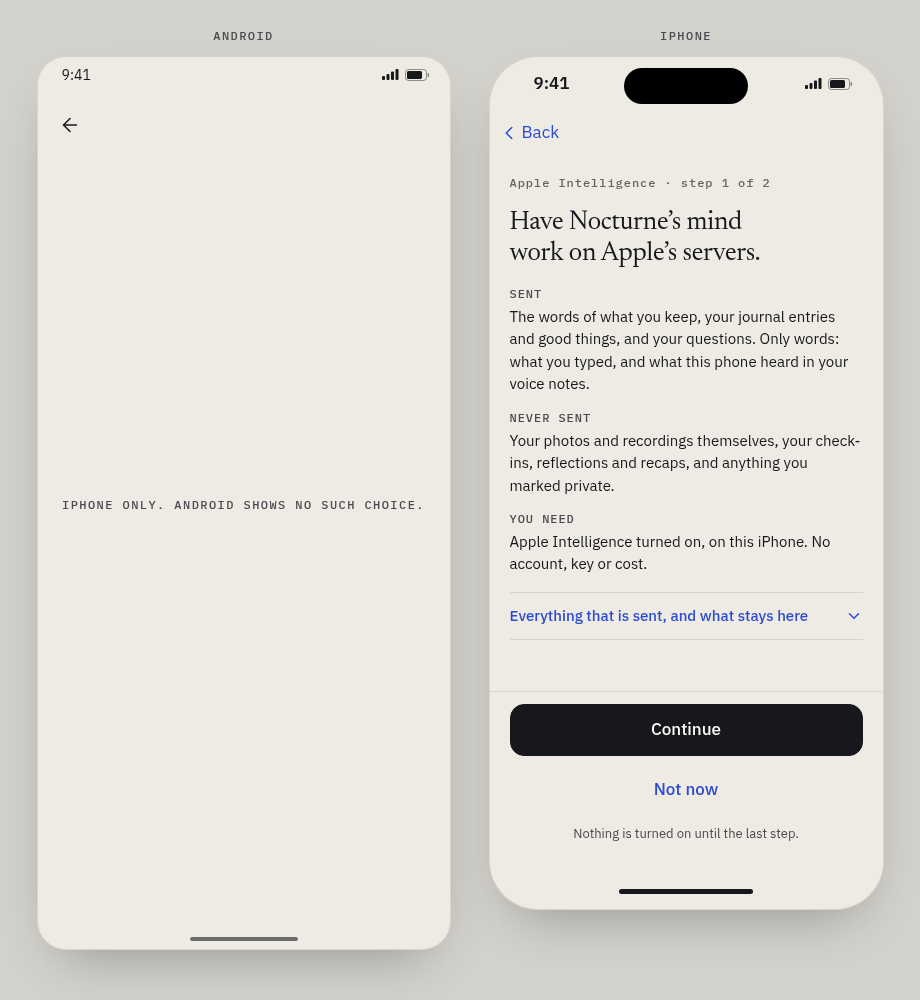 ANDROID
9:41
IPHONE ONLY. ANDROID SHOWS NO SUCH CHOICE.
IPHONE
9:41
Back
Apple Intelligence · step 1 of 2
Have Nocturne’s mind
work on Apple’s servers.
SENT
The words of what you keep, your journal entries
and good things, and your questions. Only words:
what you typed, and what this phone heard in your
voice notes.
NEVER SENT
Your photos and recordings themselves, your check-
ins, reflections and recaps, and anything you
marked private.
YOU NEED
Apple Intelligence turned on, on this iPhone. No
account, key or cost.
Everything that is sent, and what stays here
Continue
Not now
Nothing is turned on until the last step.